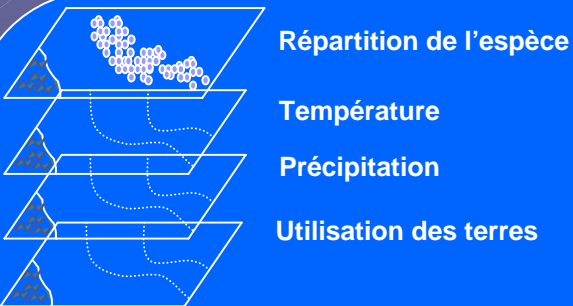 Répartition de l’espèce
Température
Précipitation
Utilisation des terres